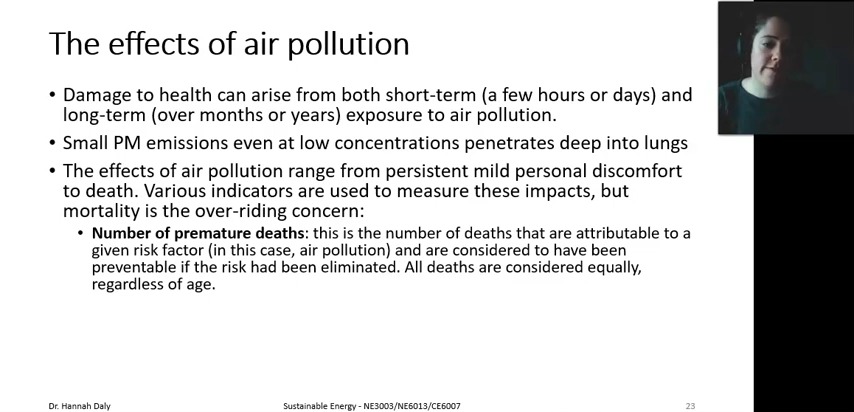 The effects of air pollution
• Damage to health can arise from both short-term (a few hours or days) and
long-term (over months or years) exposure to air pollution.
• Small PM emissions even at low concentrations penetrates deep into lungs
• The effects of air pollution range from persistent mild personal discomfort
to death. Various indicators are used to measure these impacts, but
mortality is the over-riding concern:
• Number of premature deaths: this is the number of deaths that are attributable to a
given risk factor (in this case, air pollution) and are considered to have been
preventable if the risk had been eliminated. All deaths are considered equally,
regardless of age.
Dr. Hannah Daly
Sustainable Energy - NE3003/NE6013/CE6007
23